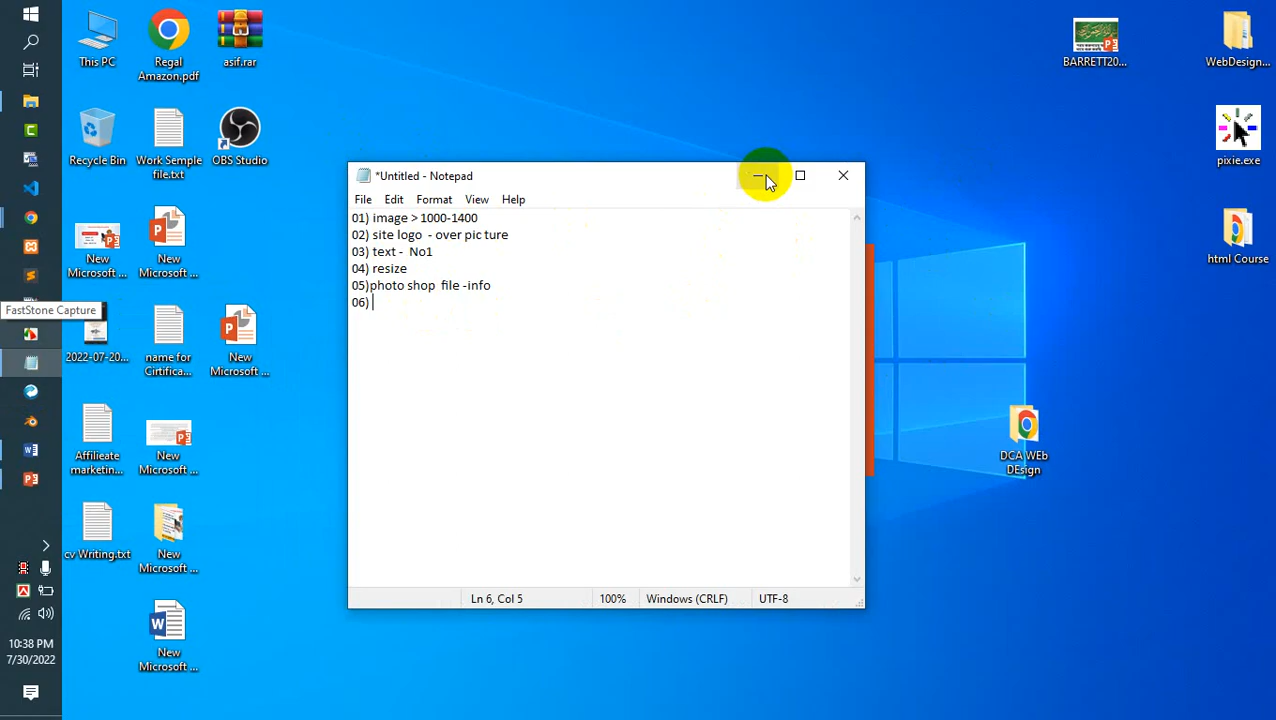 This PC
Regal
Amazon.pdf
asif.rar
Recycle Bin
Work Semple
file.txt
OBS Studio
New
Microsoft...
New
Microsoft ...
FastStone Capture
2022-07-20...
name for
Cirtifica...
New
Microsoft ...
Affilieate
marketin...
New
Microsoft ...
cv Writing.txt
New
Microsoft ...
New
Microsoft ...
10:38 PM
7/30/2022
*Untitled - Notepad
File Edit Format View Help
01) image > 1000-1400
02) site logo - over pic ture
03) text - No1
04) resize
05)photo shop file -info
06)
Ln 6, Col 5 100% Windows (CRLF) UTF-8
BARRETT20...
WebDesign...
pixie.exe
html Course
DCA WEb
DEsign